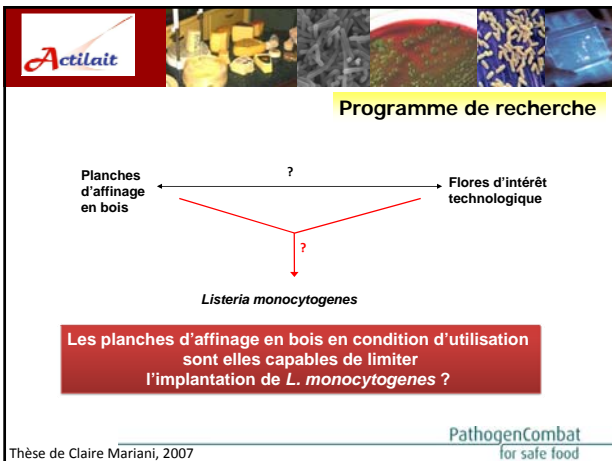 Actilait
Programme de recherche
?
Planches
d'affinage
en bois
Flores d'intérêt
technologique
?
Listeria monocytogenes
Les planches d'affinage en bois en condition d'utilisation
sont elles capables de limiter
l'implantation de L. monocytogenes ?
PathogenCombat
for safe food
Thèse de Claire Mariani, 2007